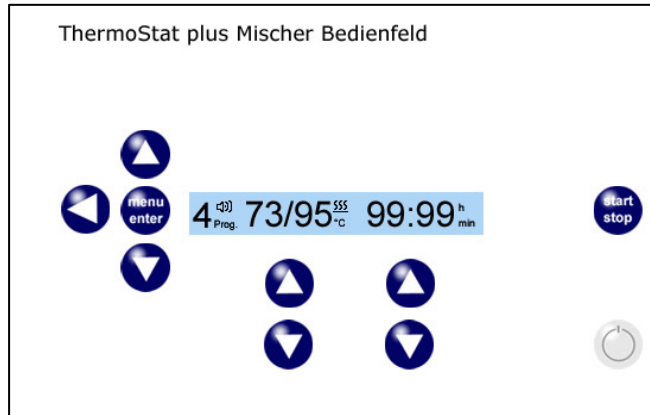 ThermoStat plus Mischer Bedienfeld
menu
enter
4 Prog. 73/95 °C 99:99 h min
start
stop